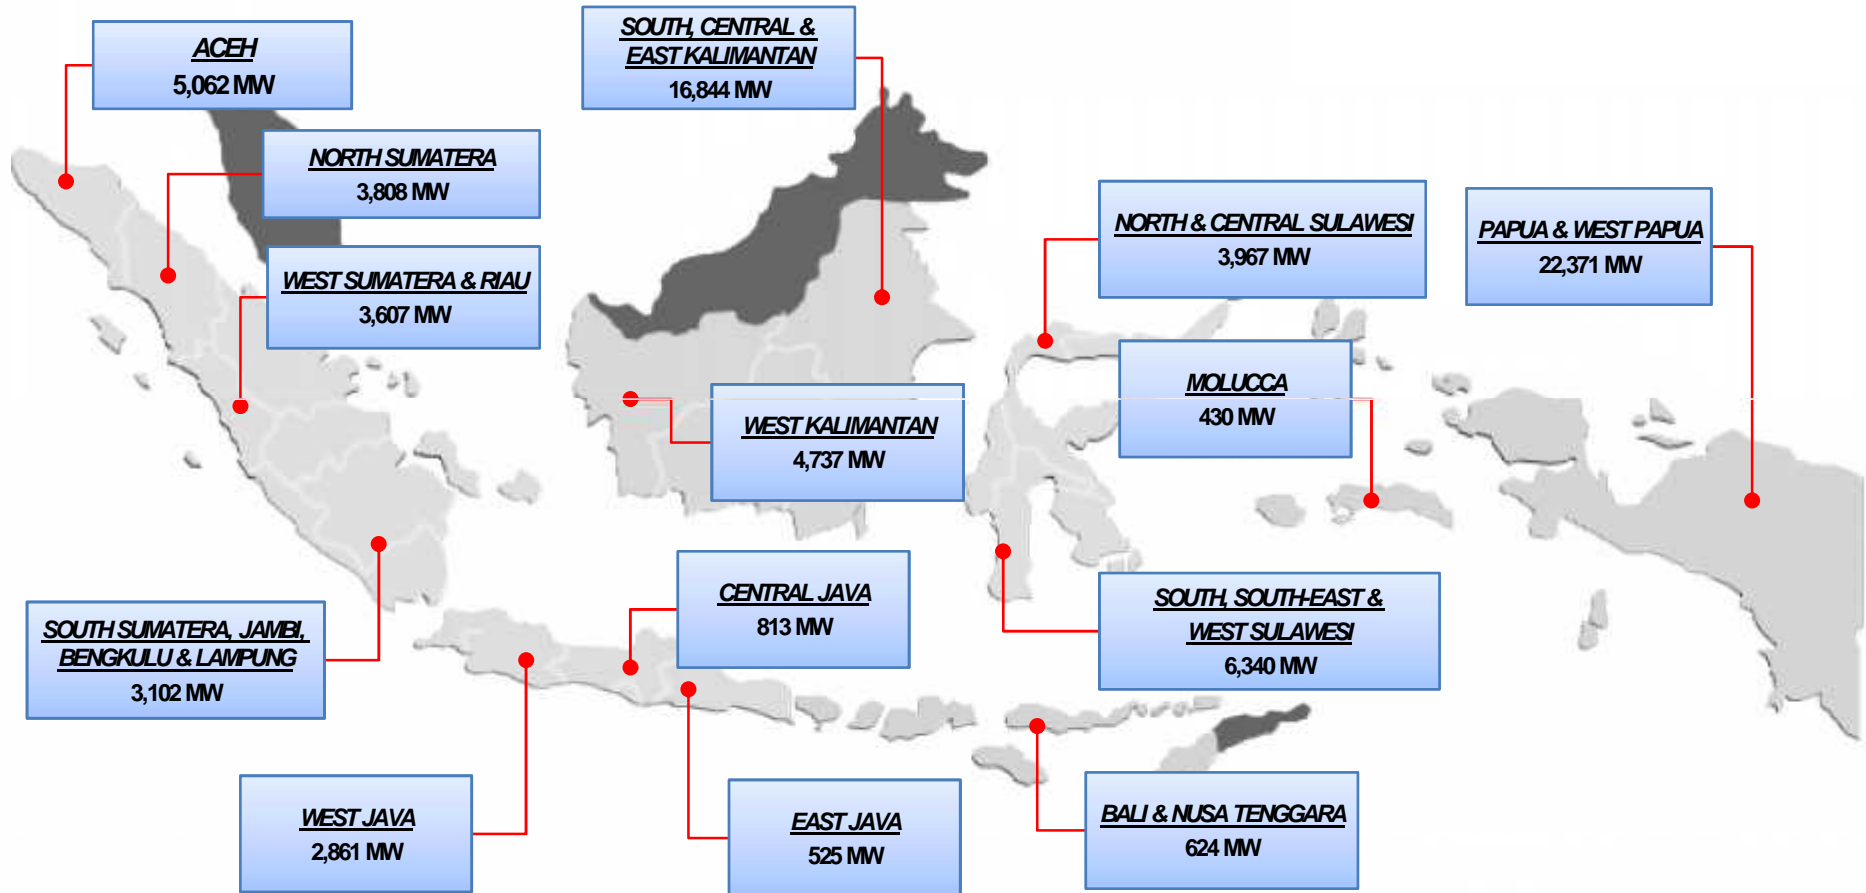 ACEH
5,062 MW
SOUTH, CENTRAL &
EAST KALIMANTAN
16,844 MW
NORTH SUMATERA
3,808 MW
NORTH & CENTRAL SULAWESI
3,967 MW
PAPUA & WEST PAPUA
22,371 MW
WEST SUMATERA & RIAU
3,607 MW
MOLUCCA
430 MW
WEST KALIMANTAN
4,737 MW
CENTRAL JAVA
813 MW
SOUTH, SOUTH-EAST &
WEST SULAWESI
6,340 MW
SOUTH SUMATERA, JAMBI,
BENGKULU & LAMPUNG
3,102 MW
WEST JAVA
2,861 MW
EAST JAVA
525 MW
BALI & NUSA TENGGARA
624 MW